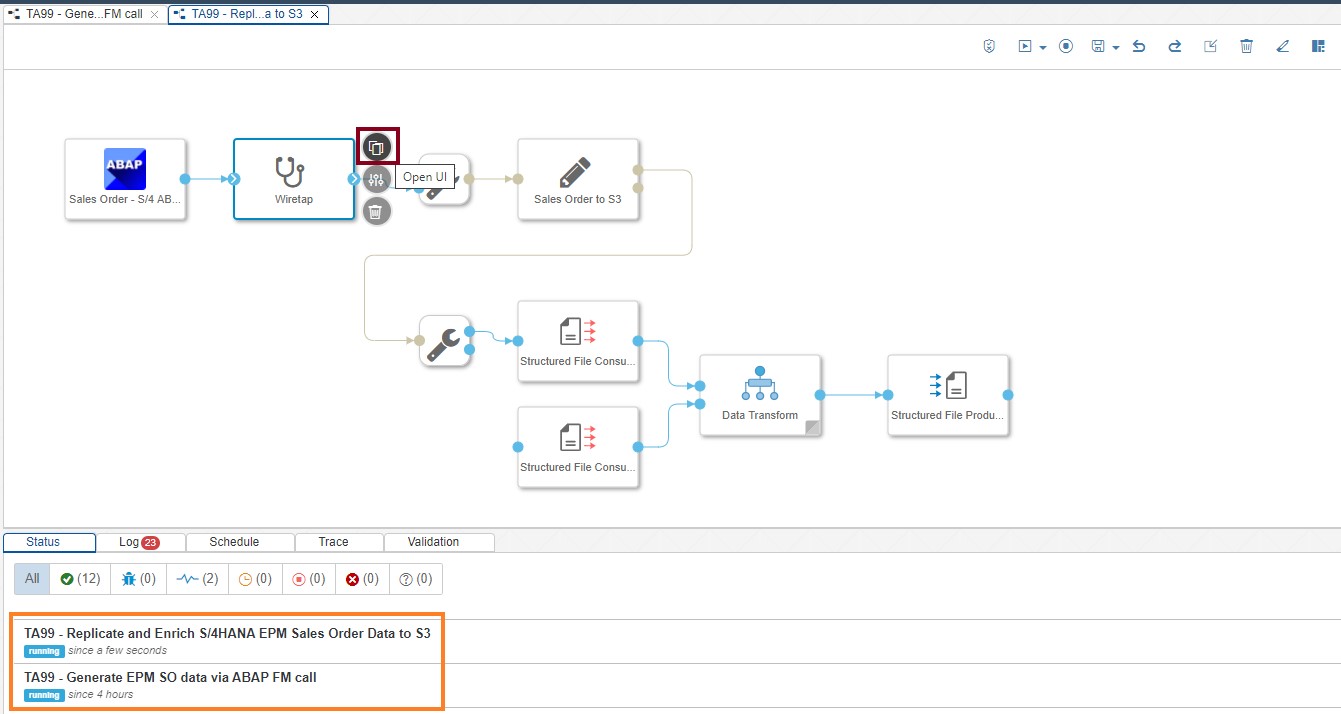 TA99 - Gene...FM call
TA99 - Repl...a to S3
ABAP
Sales Order - S/4 AB...
Wiretap
Open UI
Sales Order to S3
Structured File Consu...
Structured File Consu...
Data Transform
Structured File Produ...
Status
Log 23
Schedule
Trace
Validation
All (12) (0) (2) (0) (0) (0) (0)
TA99 - Replicate and Enrich S/4HANA EPM Sales Order Data to S3
running since a few seconds
TA99 - Generate EPM SO data via ABAP FM call
running since 4 hours